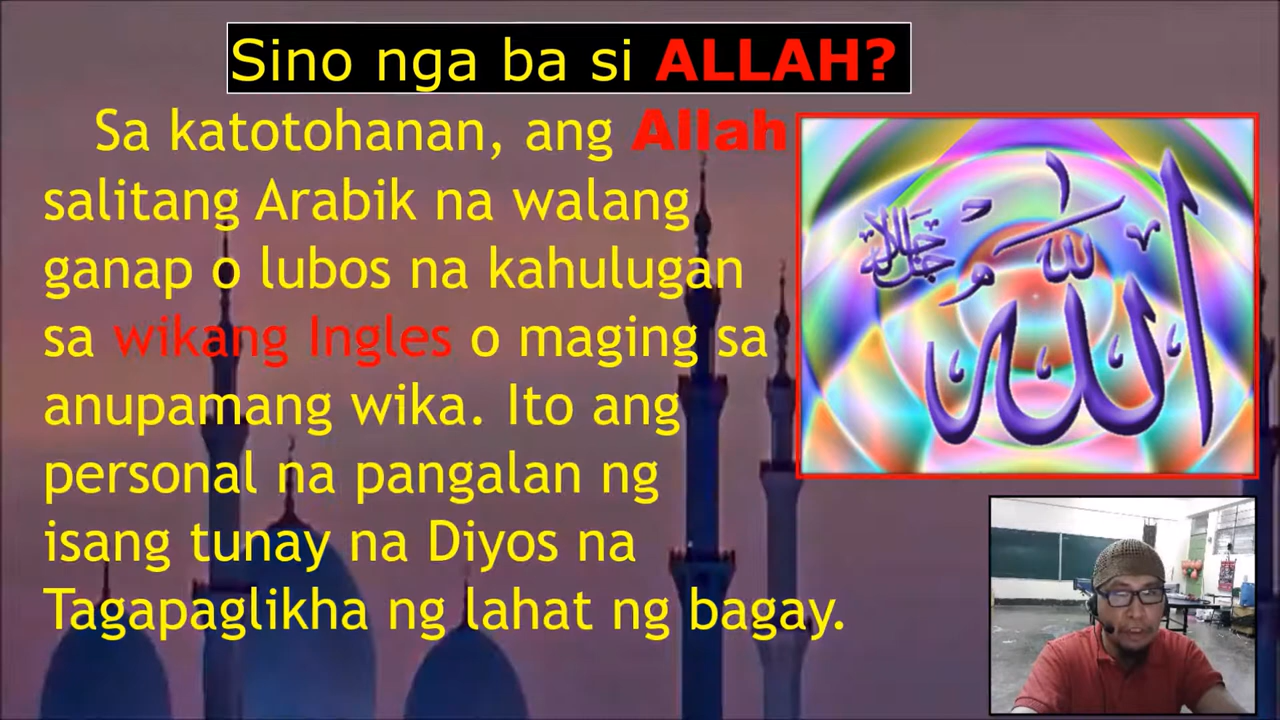 Sino nga ba si ALLAH?
Sa katotohanan, ang Allah
salitang Arabik na walang
ganap o lubos na kahulugan
sa wikang Ingles o maging sa
anupamang wika. Ito ang
personal na pangalan ng
isang tunay na Diyos na
Tagapaglikha ng lahat ng bagay.
الله
جل جلاله